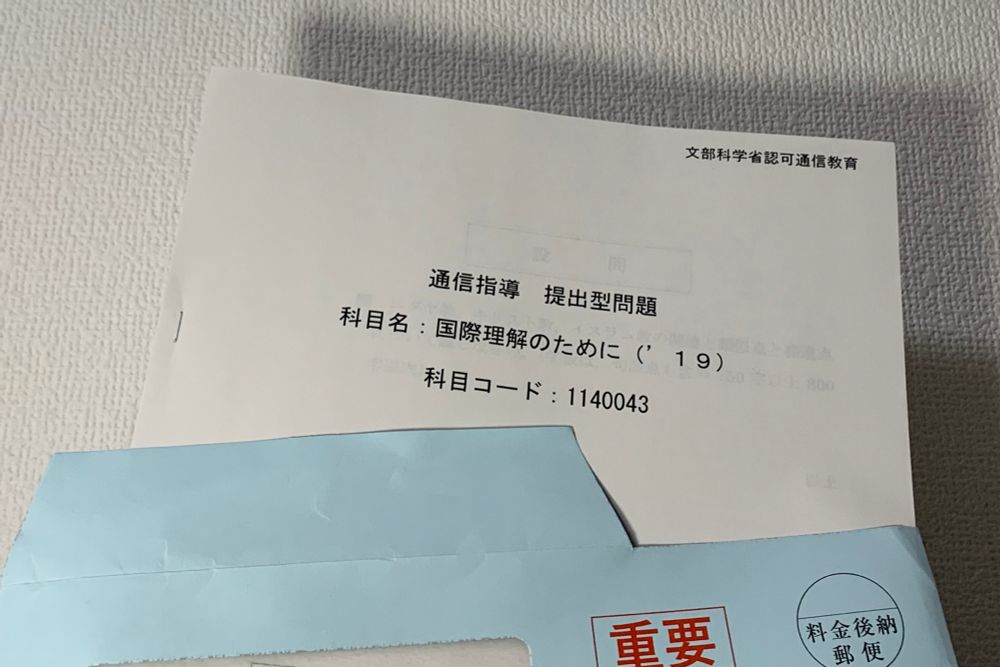 文部科学省認可通信教育
通信指導　提出型問題
科目名：国際理解のために（’１９）
科目コード：1140043
重要
料金後納
郵便